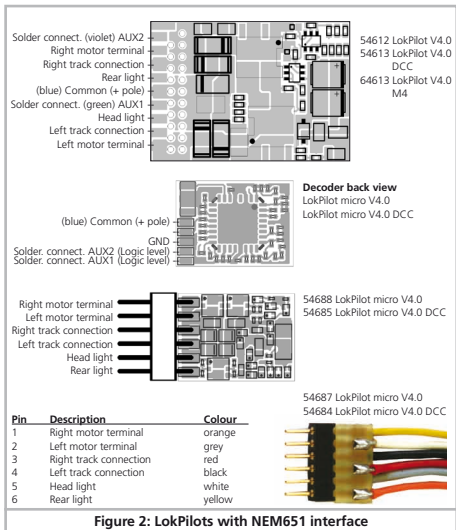 Solder connect. (violet) AUX2
Right motor terminal
Right track connection
Rear light
(blue) Common (+ pole)
Solder connect. (green) AUX1
Head light
Left track connection
Left motor terminal
54612 LokPilot V4.0
54613 LokPilot V4.0
DCC
64613 LokPilot V4.0
M4
Decoder back view
LokPilot micro V4.0
LokPilot micro V4.0 DCC
(blue) Common (+ pole)
GND
Solder. connect. AUX2 (Logic level)
Solder. connect. AUX1 (Logic level)
Right motor terminal
Left motor terminal
Right track connection
Left track connection
Head light
Rear light
54688 LokPilot micro V4.0
54685 LokPilot micro V4.0 DCC
54687 LokPilot micro V4.0
54684 LokPilot micro V4.0 DCC
Pin Description Colour
1 Right motor terminal orange
2 Left motor terminal grey
3 Right track connection red
4 Left track connection black
5 Head light white
6 Rear light yellow
Figure 2: LokPilots with NEM651 interface